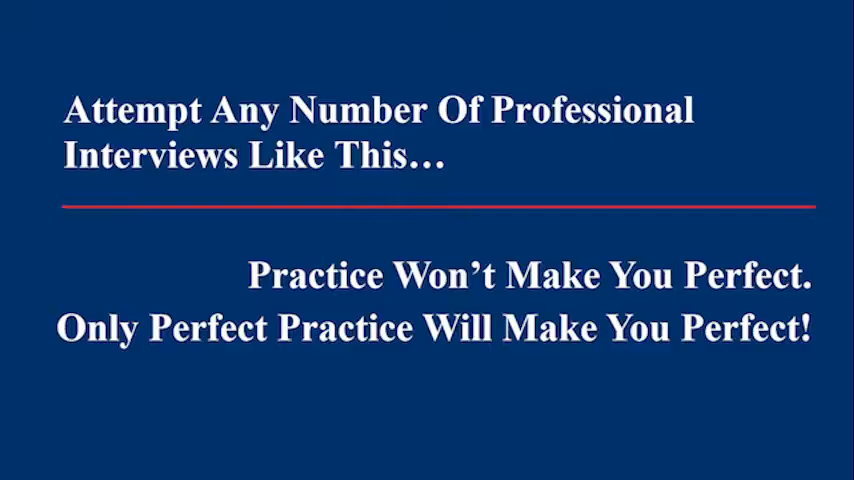 Attempt Any Number Of Professional
Interviews Like This…
Practice Won’t Make You Perfect.
Only Perfect Practice Will Make You Perfect!